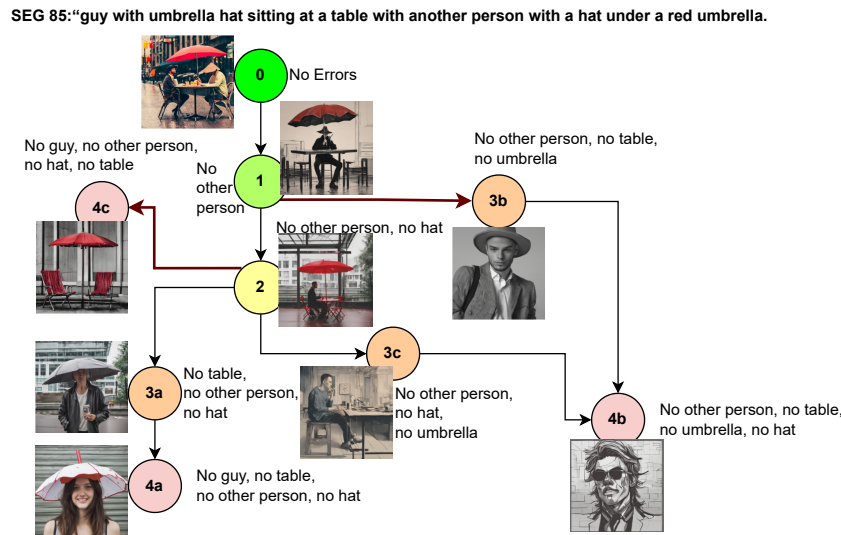 SEG 85:“guy with umbrella hat sitting at a table with another person with a hat under a red umbrella.
0
No Errors
No guy, no other person,
no hat, no table
No
other
person
1
No other person, no table,
no umbrella
4c
3b
No other person, no hat
2
3c
3a
No table,
no other person,
no hat
No other person,
no hat,
no umbrella
4b
No other person, no table,
no umbrella, no hat
4a
No guy, no table,
no other person, no hat